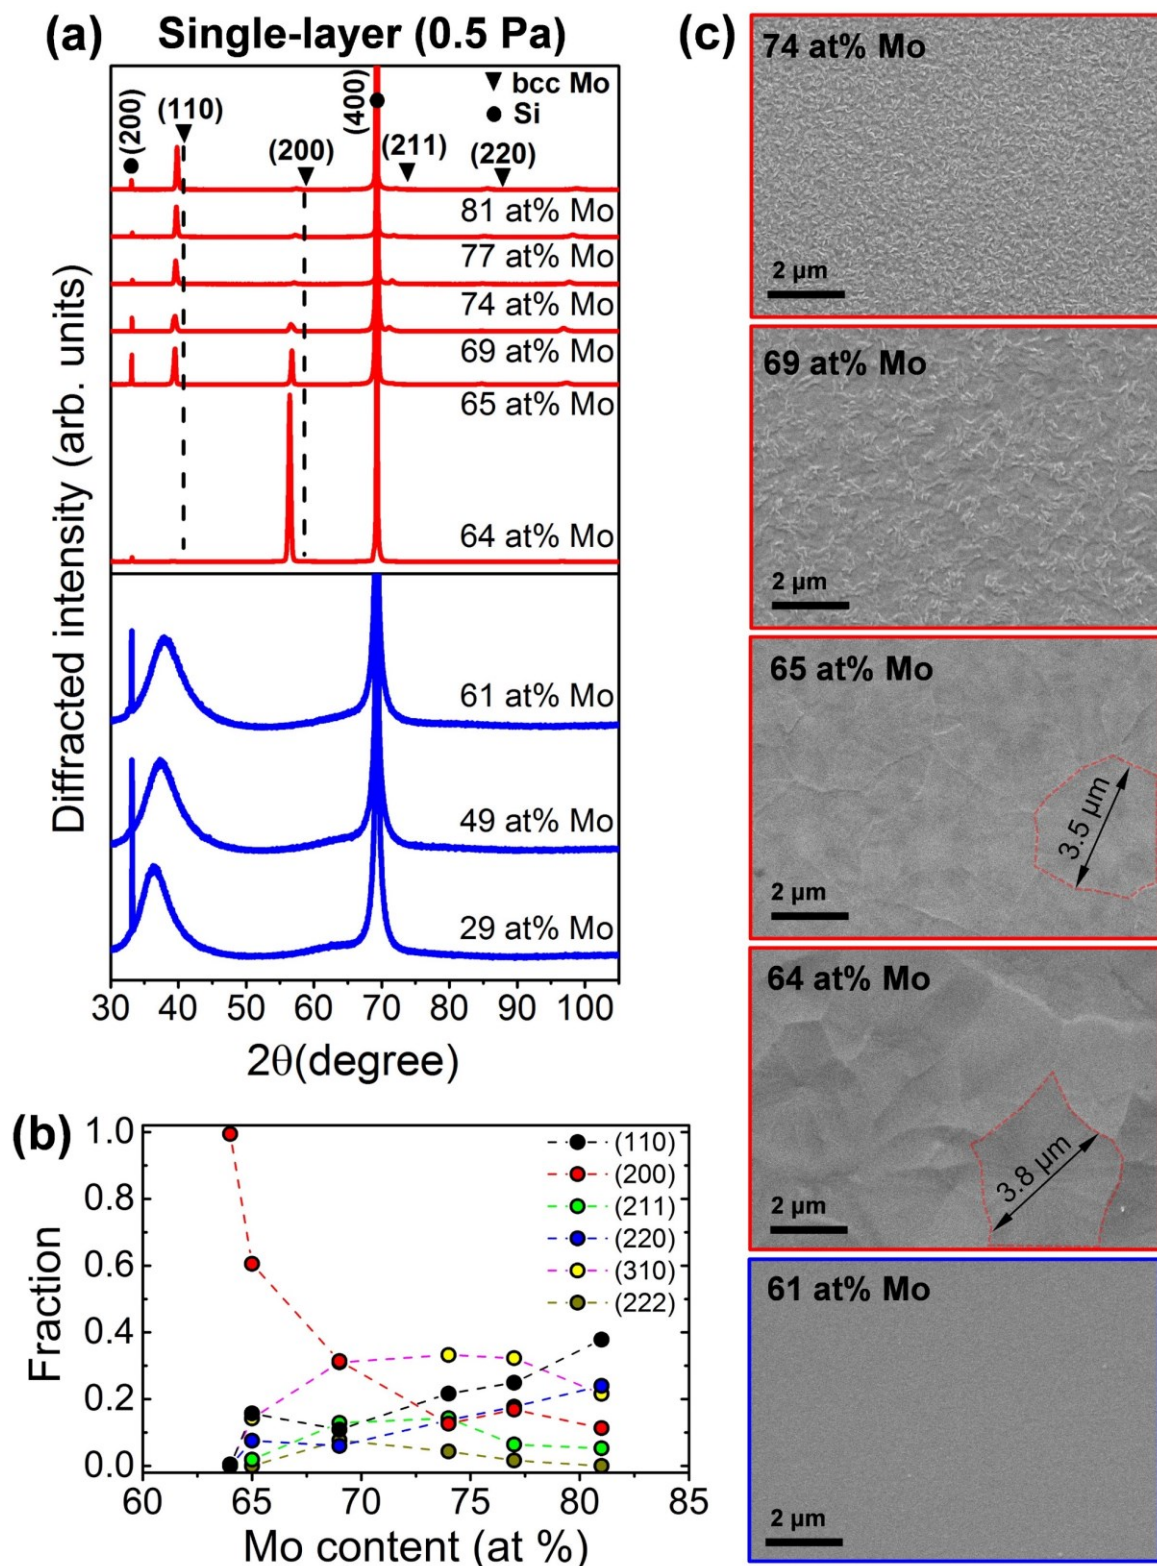 (a) Single-layer (0.5 Pa)
▼ bcc Mo
● Si
(200)
(110)
(200)
(400)
(211)
(220)
81 at% Mo
77 at% Mo
74 at% Mo
69 at% Mo
65 at% Mo
64 at% Mo
61 at% Mo
49 at% Mo
29 at% Mo
Diffracted intensity (arb. units)
30 40 50 60 70 80 90 100
2θ(degree)
(b)
1.0
0.8
0.6
0.4
0.2
0.0
Fraction
(110)
(200)
(211)
(220)
(310)
(222)
60 65 70 75 80 85
Mo content (at %)
(c)
74 at% Mo
2 µm
69 at% Mo
2 µm
65 at% Mo
3.5 µm
2 µm
64 at% Mo
3.8 µm
2 µm
61 at% Mo
2 µm